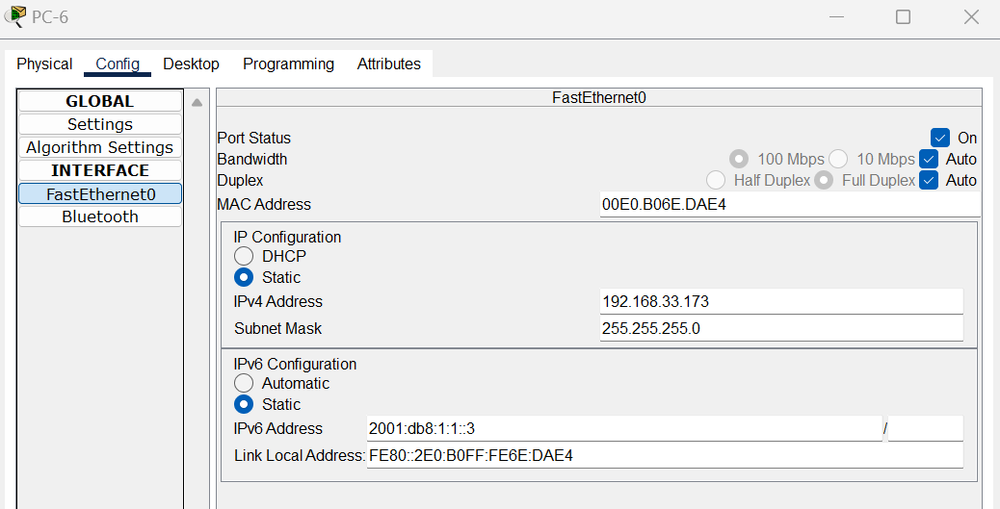 PC-6
Physical Config Desktop Programming Attributes
GLOBAL
Settings
Algorithm Settings
INTERFACE
FastEthernet0
Bluetooth
FastEthernet0
Port Status On
Bandwidth 100 Mbps 10 Mbps Auto
Duplex Half Duplex Full Duplex Auto
MAC Address 00E0.B06E.DAE4
IP Configuration
DHCP
Static
IPv4 Address 192.168.33.173
Subnet Mask 255.255.255.0
IPv6 Configuration
Automatic
Static
IPv6 Address 2001:db8:1:1::3 /
Link Local Address: FE80::2E0:B0FF:FE6E:DAE4